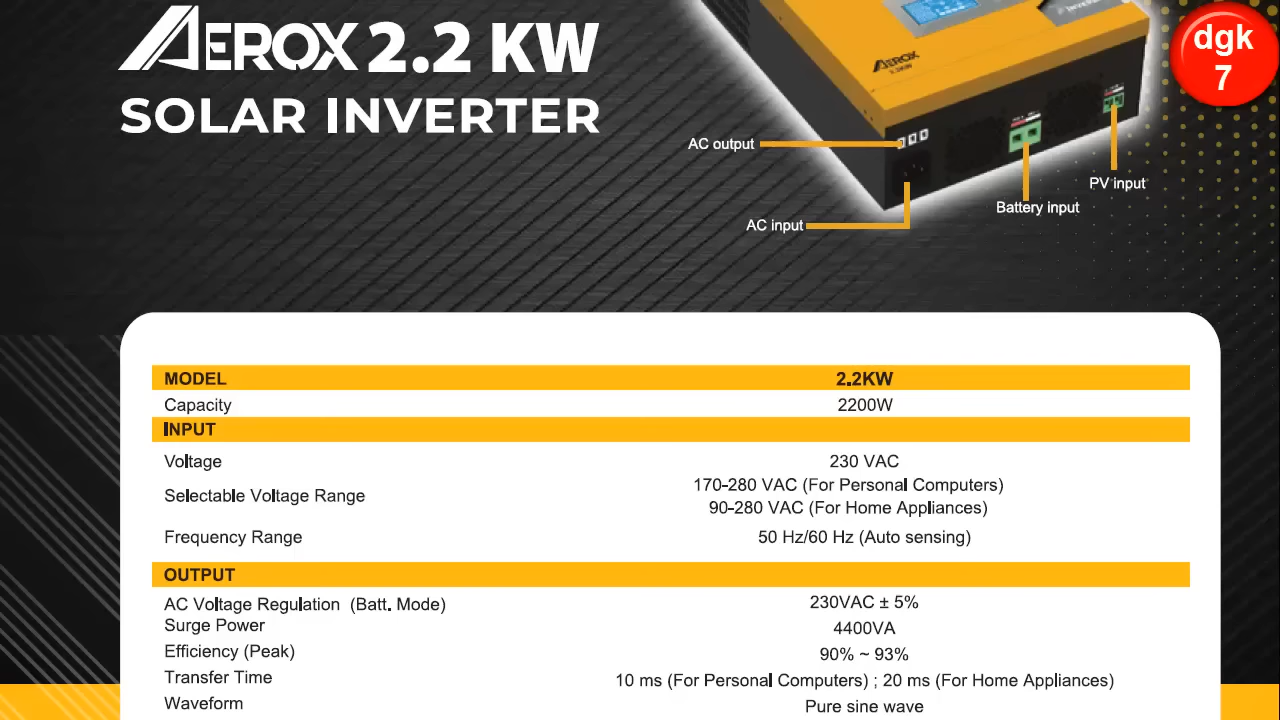 AEROX 2.2 KW
SOLAR INVERTER
dgk
7
AEROX
2.2KW
AC output
PV input
Battery input
AC input
MODEL 2.2KW
Capacity 2200W
INPUT
Voltage 230 VAC
Selectable Voltage Range 170-280 VAC (For Personal Computers)
90-280 VAC (For Home Appliances)
Frequency Range 50 Hz/60 Hz (Auto sensing)
OUTPUT
AC Voltage Regulation (Batt. Mode) 230VAC ± 5%
Surge Power 4400VA
Efficiency (Peak) 90% ~ 93%
Transfer Time 10 ms (For Personal Computers) ; 20 ms (For Home Appliances)
Waveform Pure sine wave